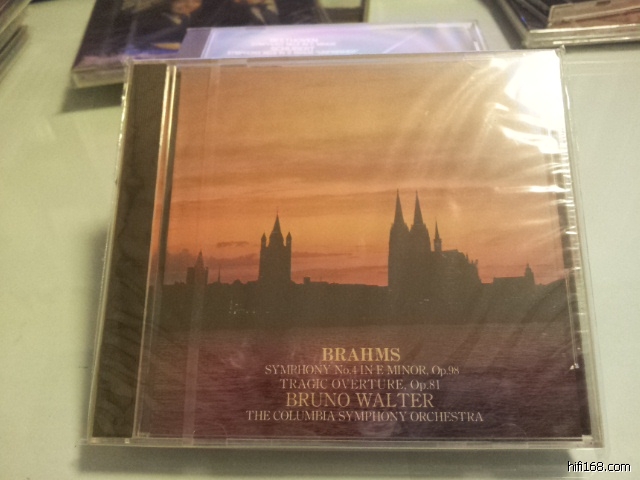 BRAHMS
SYMPHONY No.4 IN E MINOR, Op.98
TRAGIC OVERTURE, Op.81
BRUNO WALTER
THE COLUMBIA SYMPHONY ORCHESTRA
hifi168.com